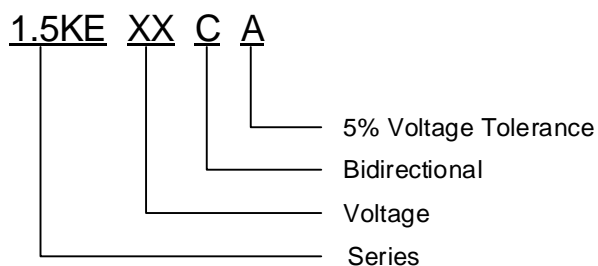 1.5KE XX C A
5% Voltage Tolerance
Bidirectional
Voltage
Series